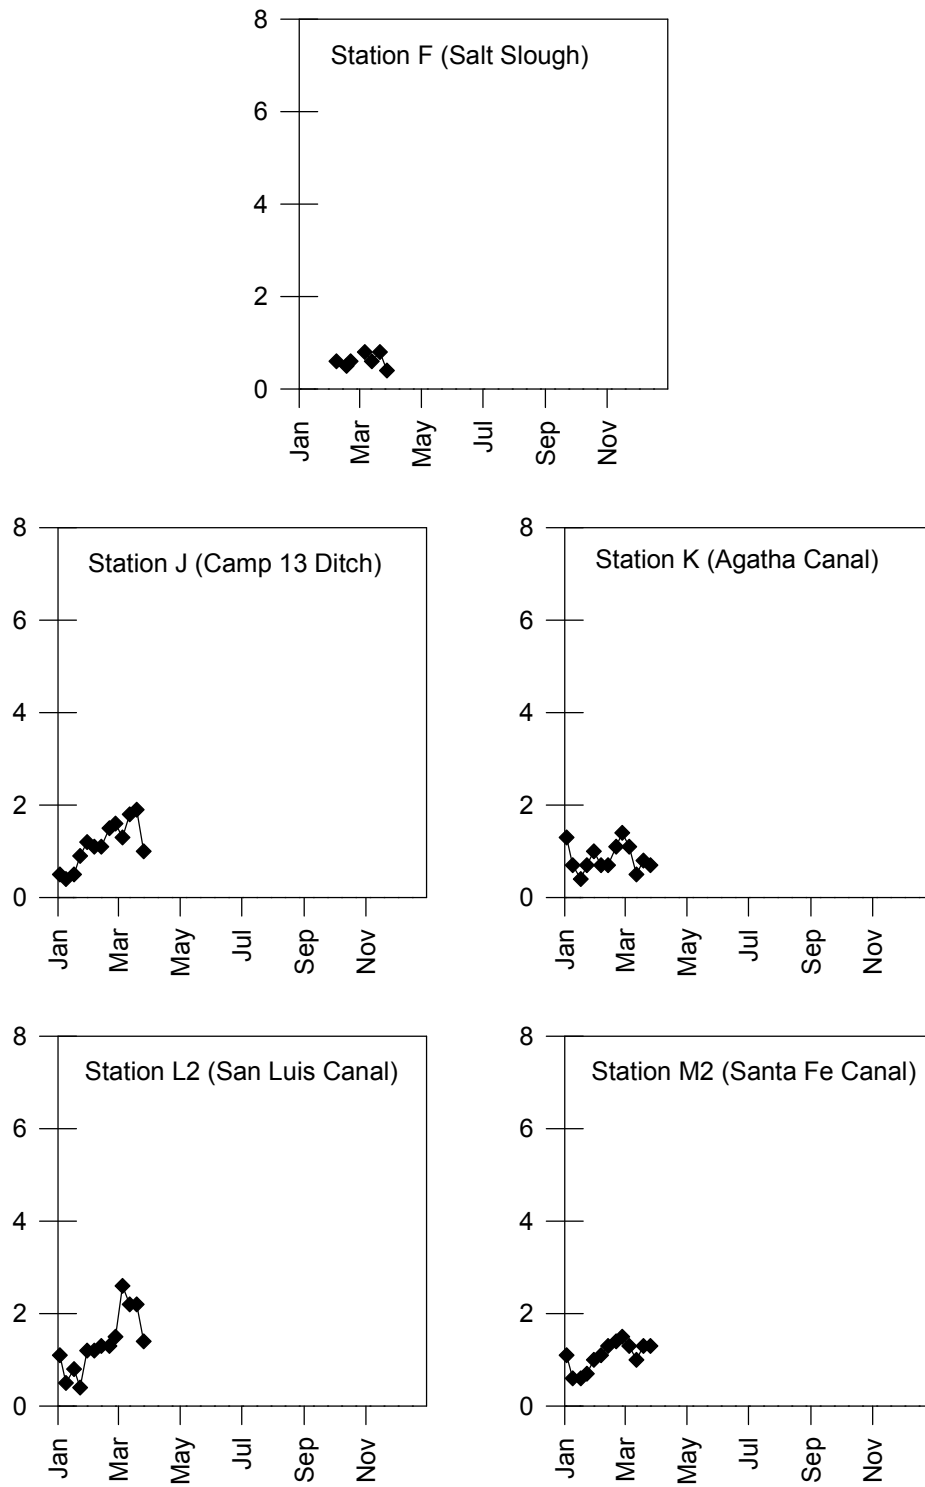 Station F (Salt Slough)
8
6
4
2
0
Jan
Mar
May
Jul
Sep
Nov
Station J (Camp 13 Ditch)
8
6
4
2
0
Jan
Mar
May
Jul
Sep
Nov
Station K (Agatha Canal)
8
6
4
2
0
Jan
Mar
May
Jul
Sep
Nov
Station L2 (San Luis Canal)
8
6
4
2
0
Jan
Mar
May
Jul
Sep
Nov
Station M2 (Santa Fe Canal)
8
6
4
2
0
Jan
Mar
May
Jul
Sep
Nov